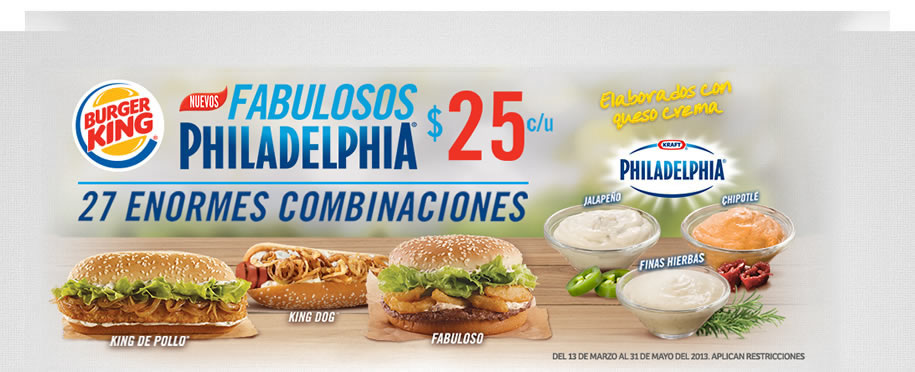 BURGER
KING
NUEVOS
FABULOSOS
PHILADELPHIA®
$25 c/u
27 ENORMES COMBINACIONES
Elaborados con
queso crema
KRAFT
PHILADELPHIA
JALAPEÑO
CHIPOTLE
FINAS HIERBAS
KING DE POLLO
KING DOG
FABULOSO
DEL 13 DE MARZO AL 31 DE MAYO DEL 2013. APLICAN RESTRICCIONES